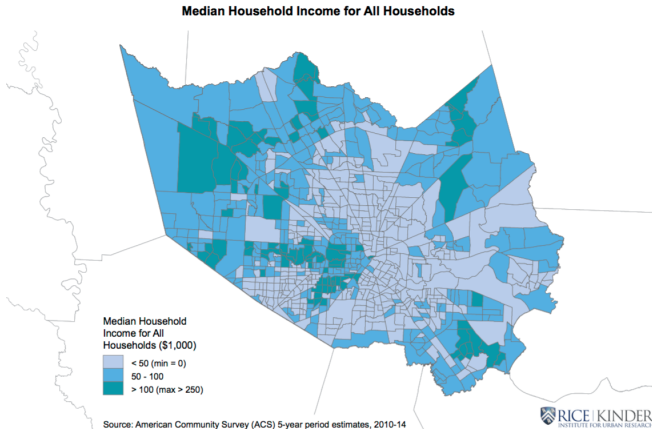 Median Household Income for All Households
Median Household
Income for All
Households ($1,000)
< 50 (min = 0)
50 - 100
> 100 (max > 250)
Source: American Community Survey (ACS) 5-year period estimates, 2010-14
RICE | KINDER
INSTITUTE FOR URBAN RESEARCH